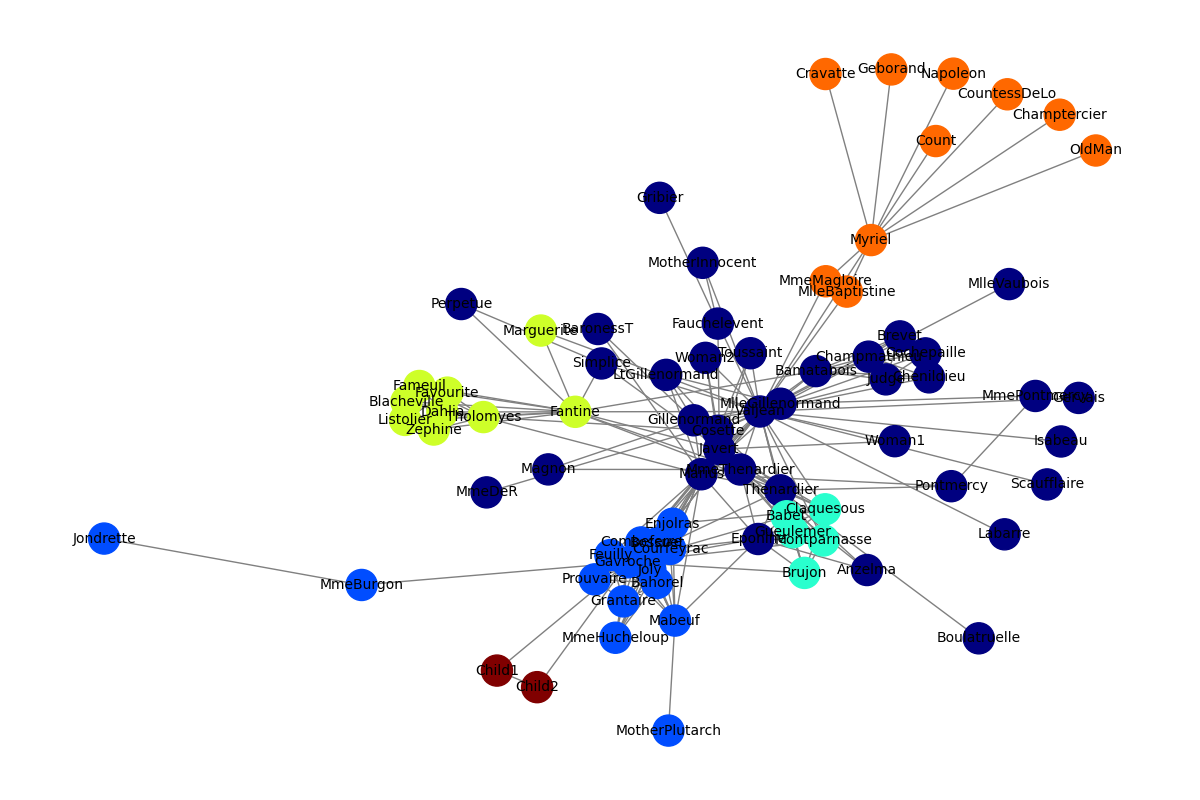 Cravatte
Geborand
Napoleon
CountessDeLo
Champtercier
Count
OldMan
Gribier
Myriel
MotherInnocent
MmeMagloire
MlleBaptistine
MlleVaubois
Perpetue
Marguerite
BaronessT
Fauchelevent
Brevet
Simplice
Woman2
Toussaint
Champmathieu
Cochepaille
LtGillenormand
Bamatabois
Judge
Chenildieu
Fameuil
Favourite
Blacheville
Dahlia
Listolier
Tholomyes
Zephine
Fantine
MlleGillenormand
Valjean
MmePontmercy
Gervais
Gillenormand
Cosette
Javert
Woman1
Isabeau
Magnon
Marius
MmeThenardier
MmeDeR
Thenardier
Pontmercy
Scaufflaire
Claquesous
Babet
Enjolras
Gueulemer
Labarre
Jondrette
Combeferre
Bossuet
Eponine
Montparnasse
Feuilly
Courfeyrac
Gavroche
Joly
Brujon
Anzelma
MmeBurgon
Prouvaire
Bahorel
Grantaire
Mabeuf
MmeHucheloup
Boulatruelle
Child1
Child2
MotherPlutarch